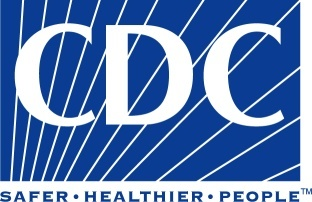 CDC
SAFER • HEALTHIER • PEOPLE™